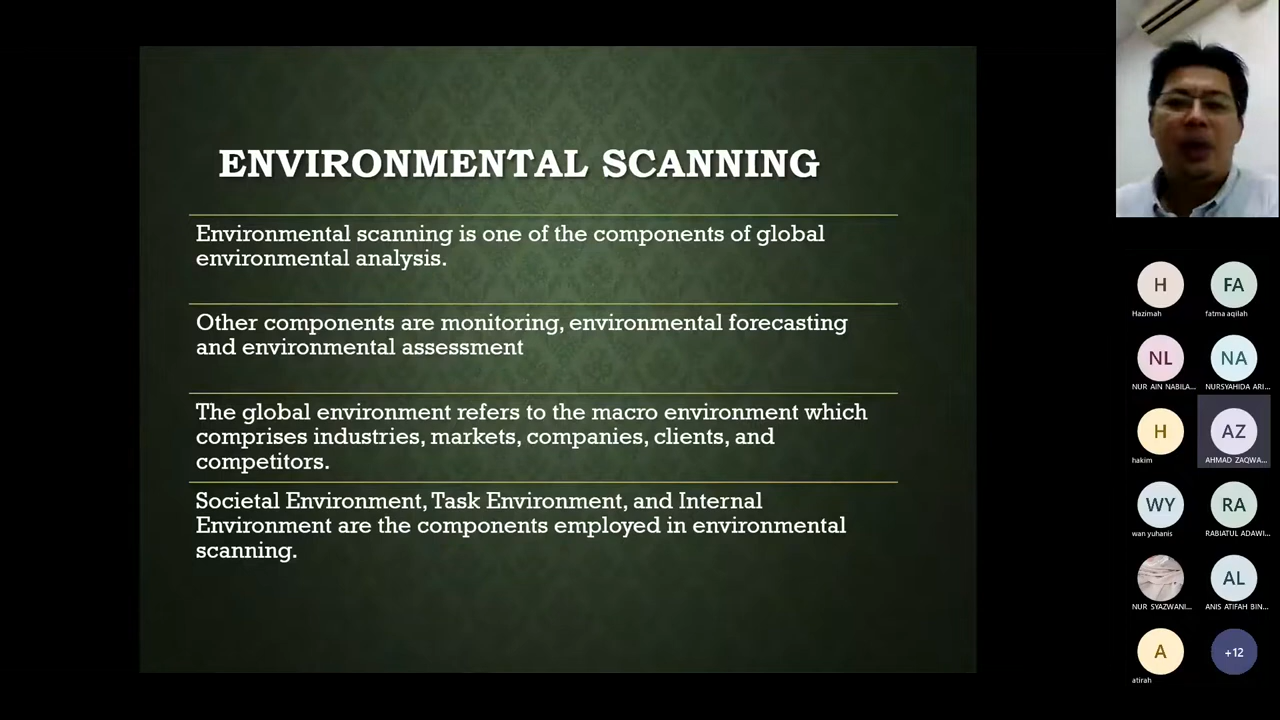 ENVIRONMENTAL SCANNING
Environmental scanning is one of the components of global
environmental analysis.
Other components are monitoring, environmental forecasting
and environmental assessment
The global environment refers to the macro environment which
comprises industries, markets, companies, clients, and
competitors.
Societal Environment, Task Environment, and Internal
Environment are the components employed in environmental
scanning.
H
Hazimah
FA
fatma aqilah
NL
NUR AIN NABILA...
NA
NURSYAHIDA ARI...
H
hakim
AZ
AHMAD ZAQWA...
WY
wan yuhanis
RA
RABIATUL ADAWI...
NUR SYAZWANI...
AL
ANIS ATIFAH BIN...
A
atirah
+12